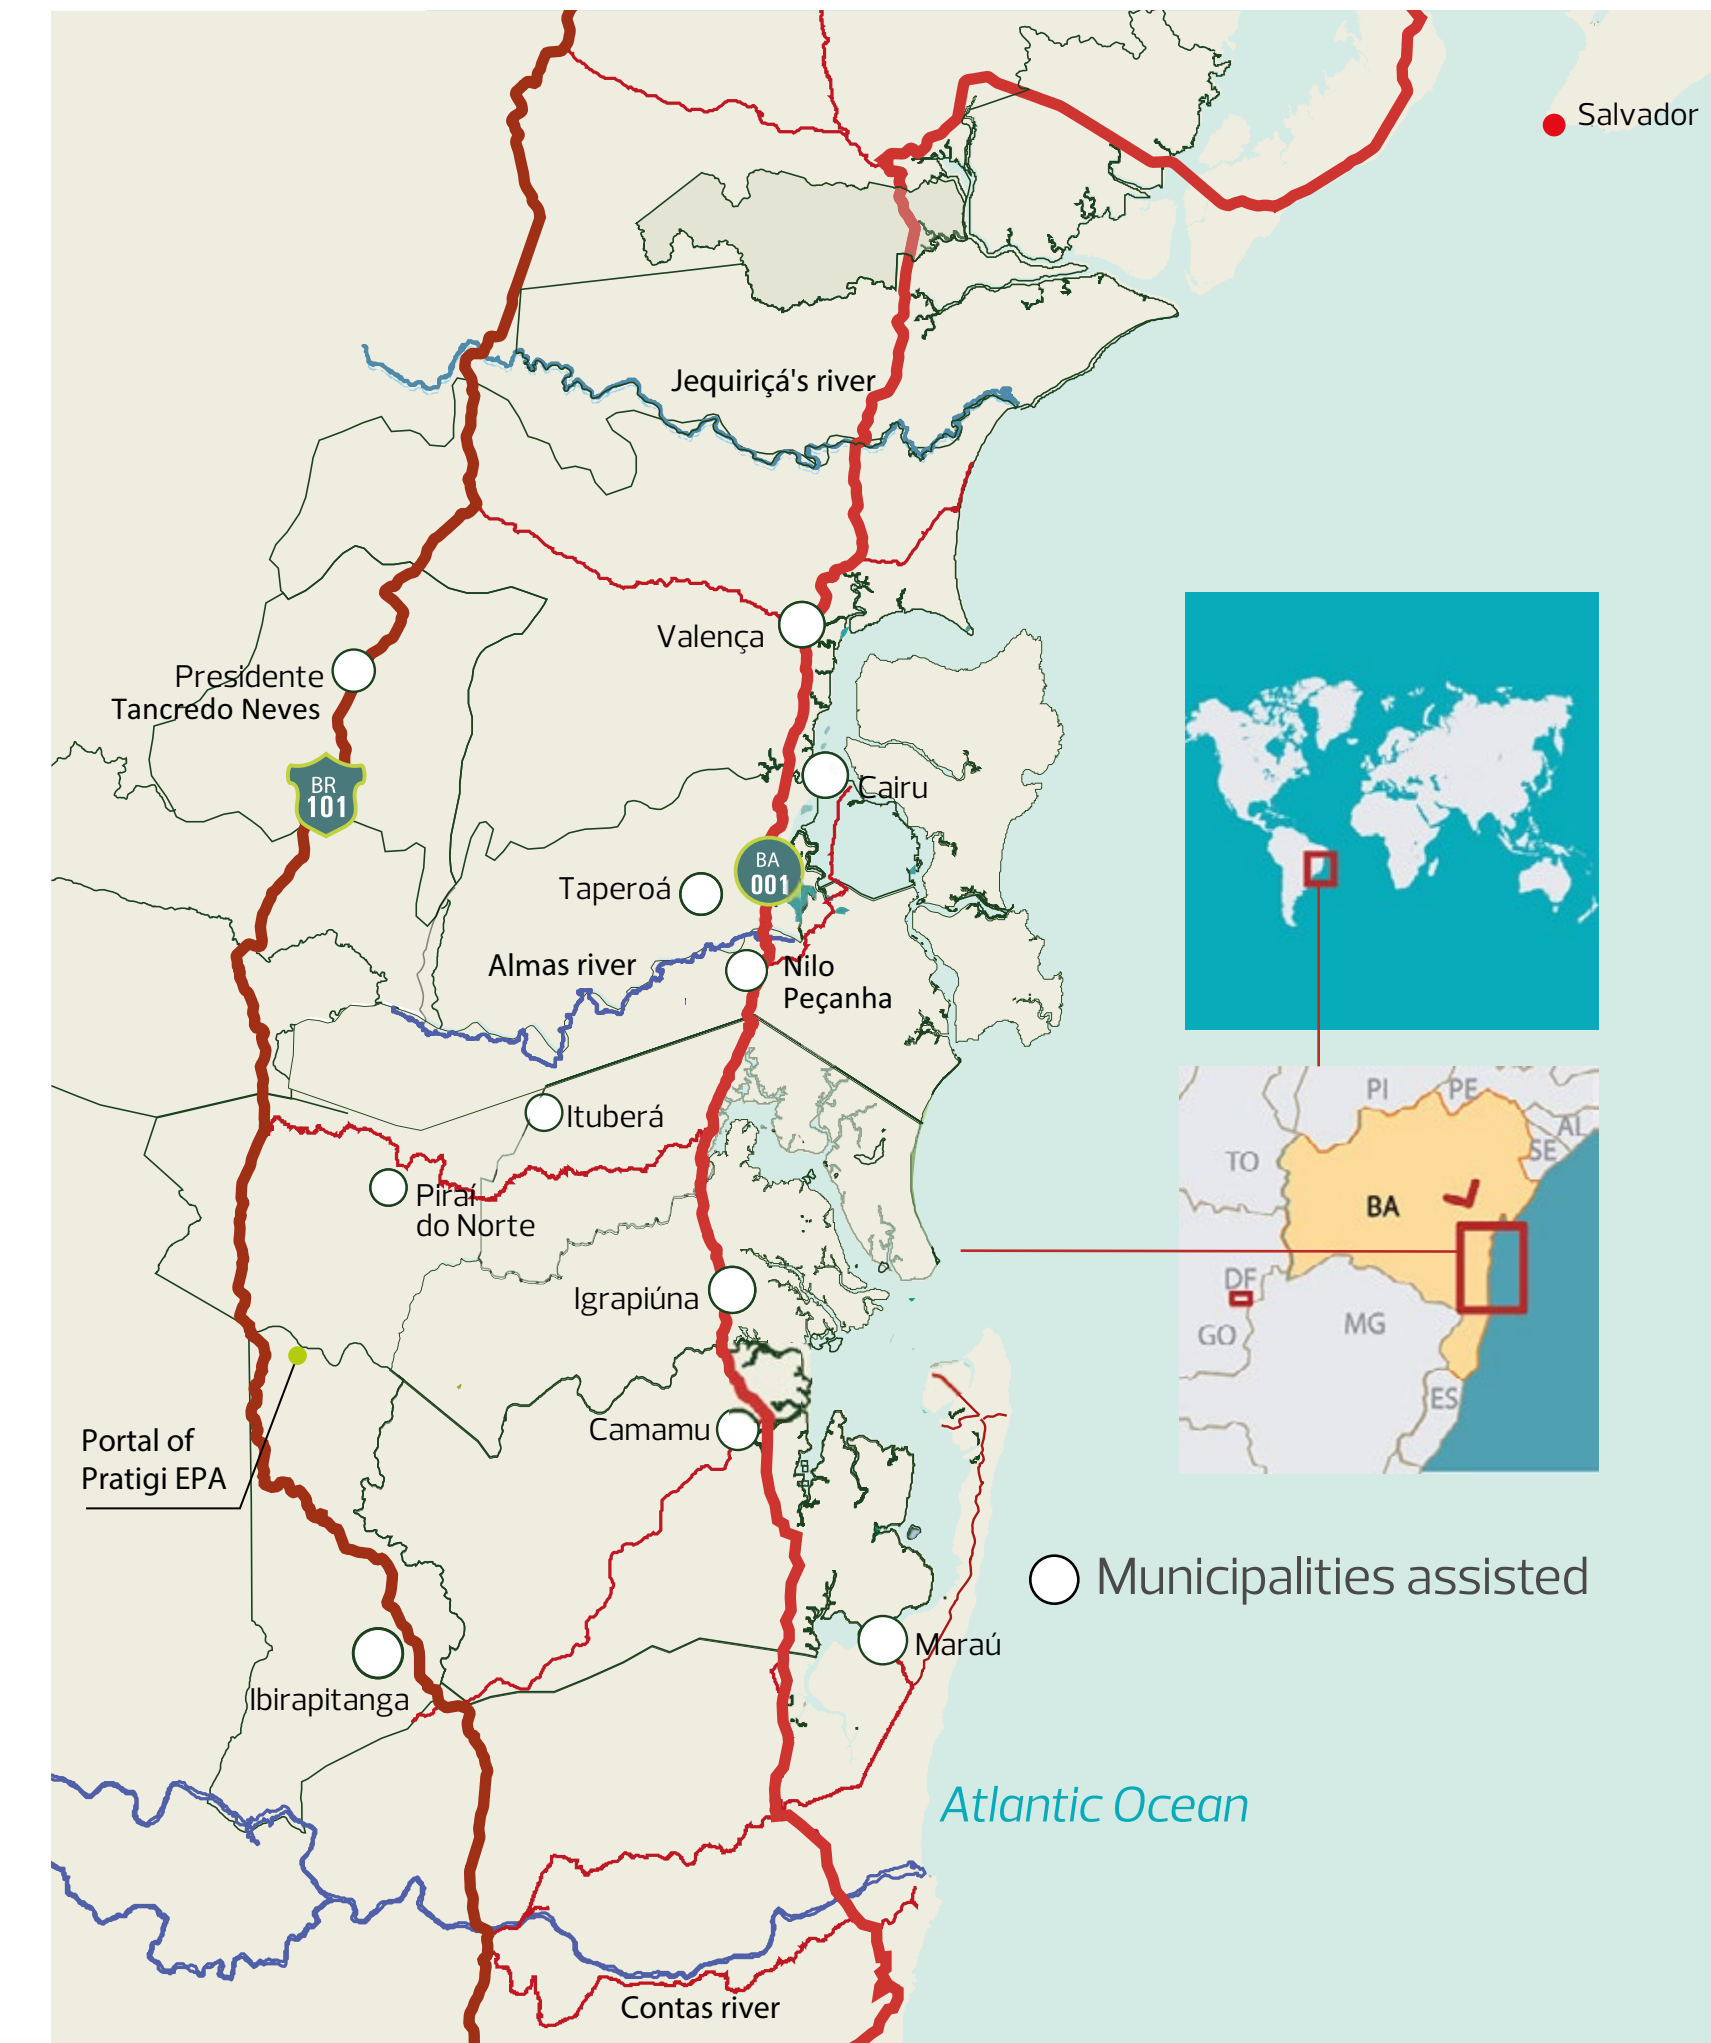 Salvador
Jequiriçá's river
Valença
Presidente
Tancredo Neves
BR
101
Cairu
BA
001
Taperoá
Almas river
Nilo
Peçanha
Ituberá
Piraí
do Norte
Igrapiúna
Camamu
Portal of
Pratigi EPA
Maraú
Ibirapitanga
Contas river
Atlantic Ocean
Municipalities assisted
PI
PE
AL
SE
TO
BA
DF
GO
MG
ES